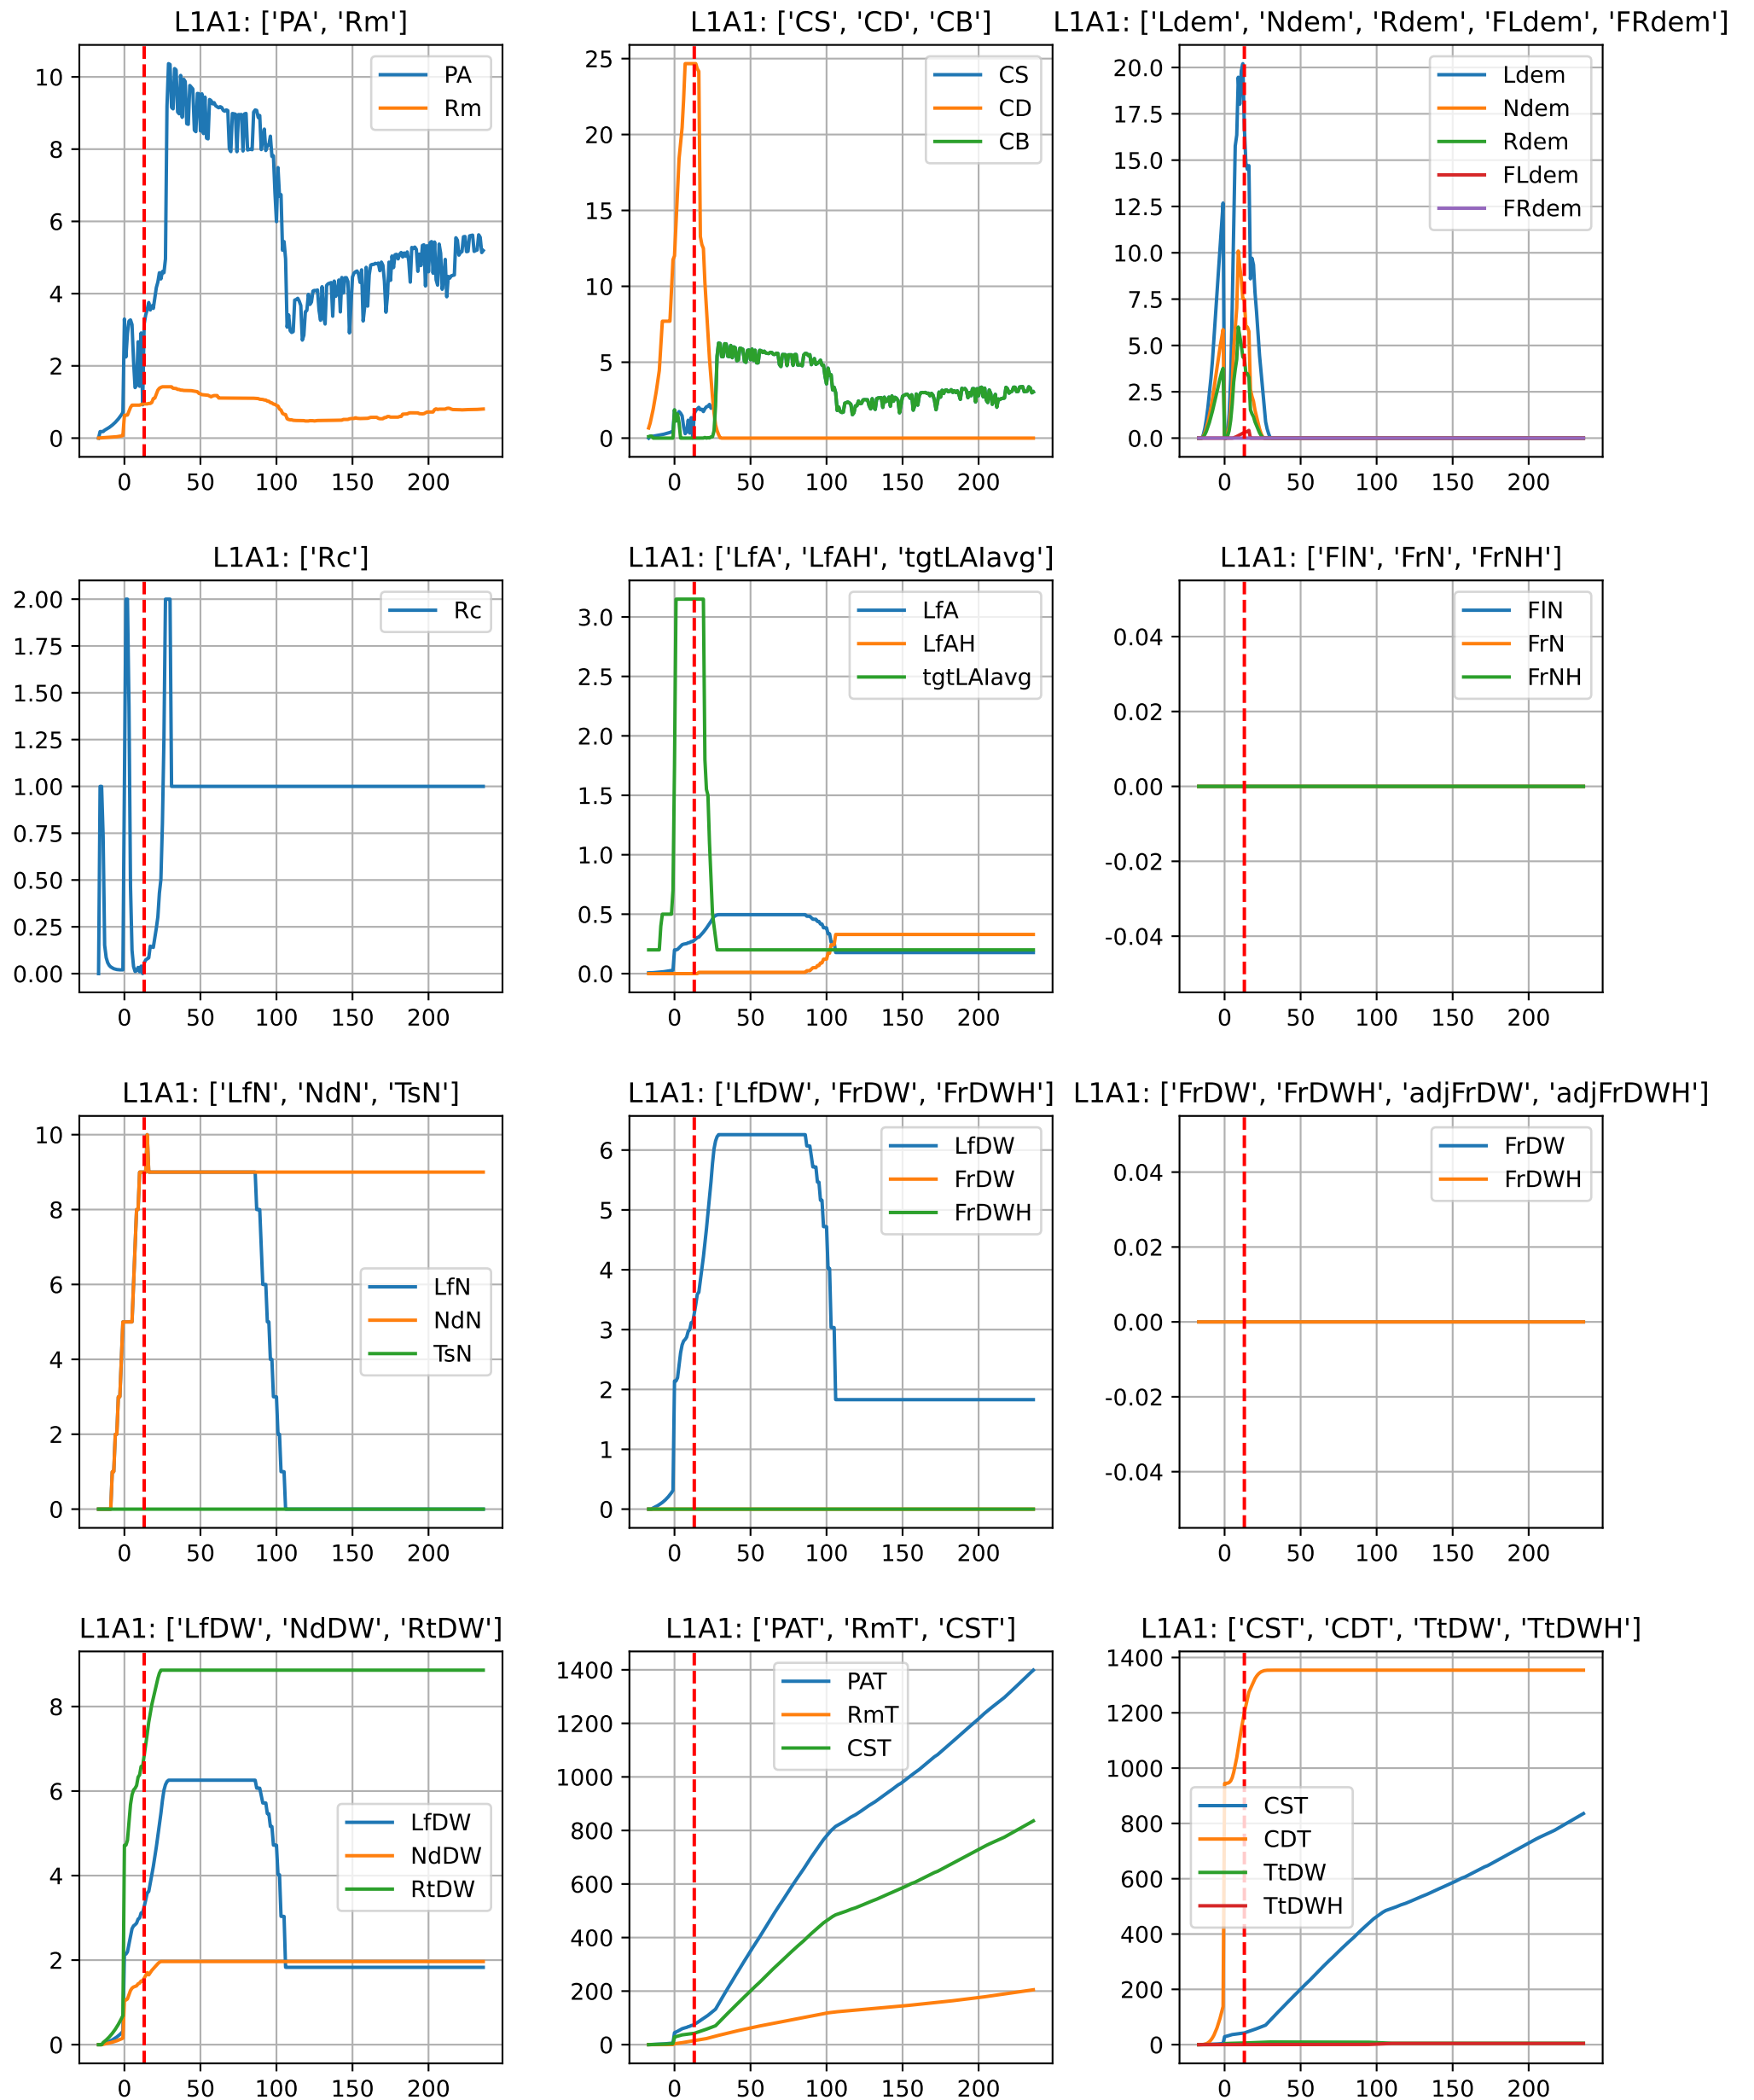 L1A1: ['PA', 'Rm']
PA
Rm
10
8
6
4
2
0
0 50 100 150 200
L1A1: ['CS', 'CD', 'CB']
CS
CD
CB
25
20
15
10
5
0
0 50 100 150 200
L1A1: ['Ldem', 'Ndem', 'Rdem', 'FLdem', 'FRdem']
Ldem
Ndem
Rdem
FLdem
FRdem
20.0
17.5
15.0
12.5
10.0
7.5
5.0
2.5
0.0
0 50 100 150 200
L1A1: ['Rc']
Rc
2.00
1.75
1.50
1.25
1.00
0.75
0.50
0.25
0.00
0 50 100 150 200
L1A1: ['LfA', 'LfAH', 'tgtLAIavg']
LfA
LfAH
tgtLAIavg
3.0
2.5
2.0
1.5
1.0
0.5
0.0
0 50 100 150 200
L1A1: ['FlN', 'FrN', 'FrNH']
FlN
FrN
FrNH
0.04
0.02
0.00
-0.02
-0.04
0 50 100 150 200
L1A1: ['LfN', 'NdN', 'TsN']
LfN
NdN
TsN
10
8
6
4
2
0
0 50 100 150 200
L1A1: ['LfDW', 'FrDW', 'FrDWH']
LfDW
FrDW
FrDWH
6
5
4
3
2
1
0
0 50 100 150 200
L1A1: ['FrDW', 'FrDWH', 'adjFrDW', 'adjFrDWH']
FrDW
FrDWH
0.04
0.02
0.00
-0.02
-0.04
0 50 100 150 200
L1A1: ['LfDW', 'NdDW', 'RtDW']
LfDW
NdDW
RtDW
8
6
4
2
0
0 50 100 150 200
L1A1: ['PAT', 'RmT', 'CST']
PAT
RmT
CST
1400
1200
1000
800
600
400
200
0
0 50 100 150 200
L1A1: ['CST', 'CDT', 'TtDW', 'TtDWH']
CST
CDT
TtDW
TtDWH
1400
1200
1000
800
600
400
200
0
0 50 100 150 200